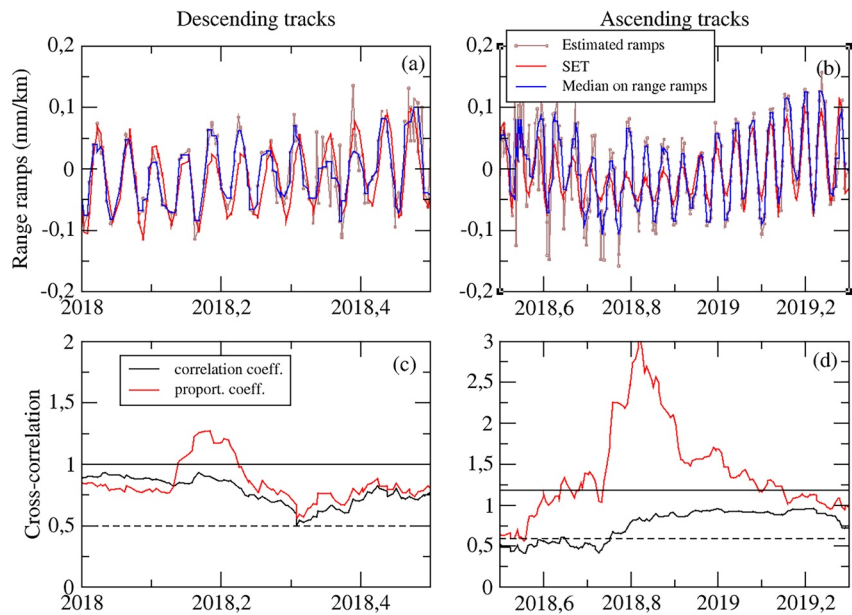 Descending tracks
Ascending tracks
Range ramps (mm/km)
0,2
0,1
0
-0,1
-0,2
2018
2018,2
2018,4
(a)
0,2
0,1
0
-0,1
-0,2
2018,6
2018,8
2019
2019,2
Estimated ramps
SET
Median on range ramps
(b)
Cross-correlation
2
1,5
1
0,5
0
2018
2018,2
2018,4
correlation coeff.
proport. coeff.
(c)
3
2,5
2
1,5
1
0,5
0
2018,6
2018,8
2019
2019,2
(d)